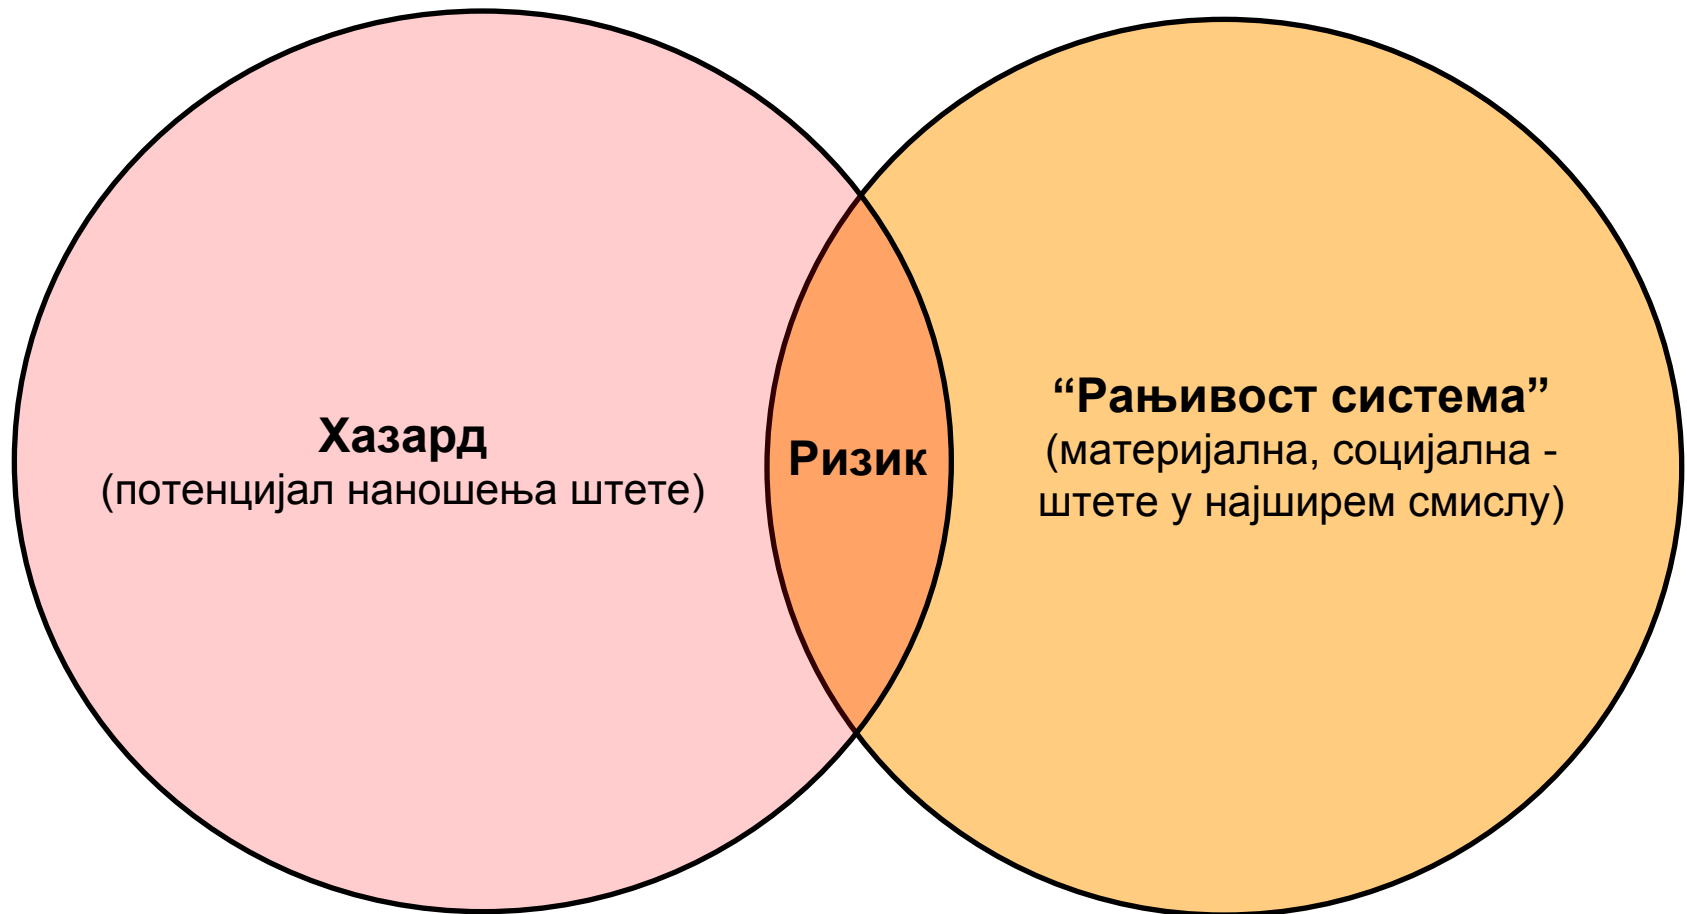 Хазард
(потенцијал наношења штете)
Ризик
“Рањивост система”
(материјална, социјална -
штете у најширем смислу)